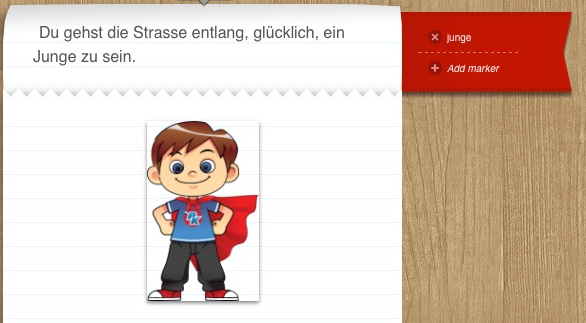 Du gehst die Strasse entlang, glücklich, ein
Junge zu sein.
junge
Add marker